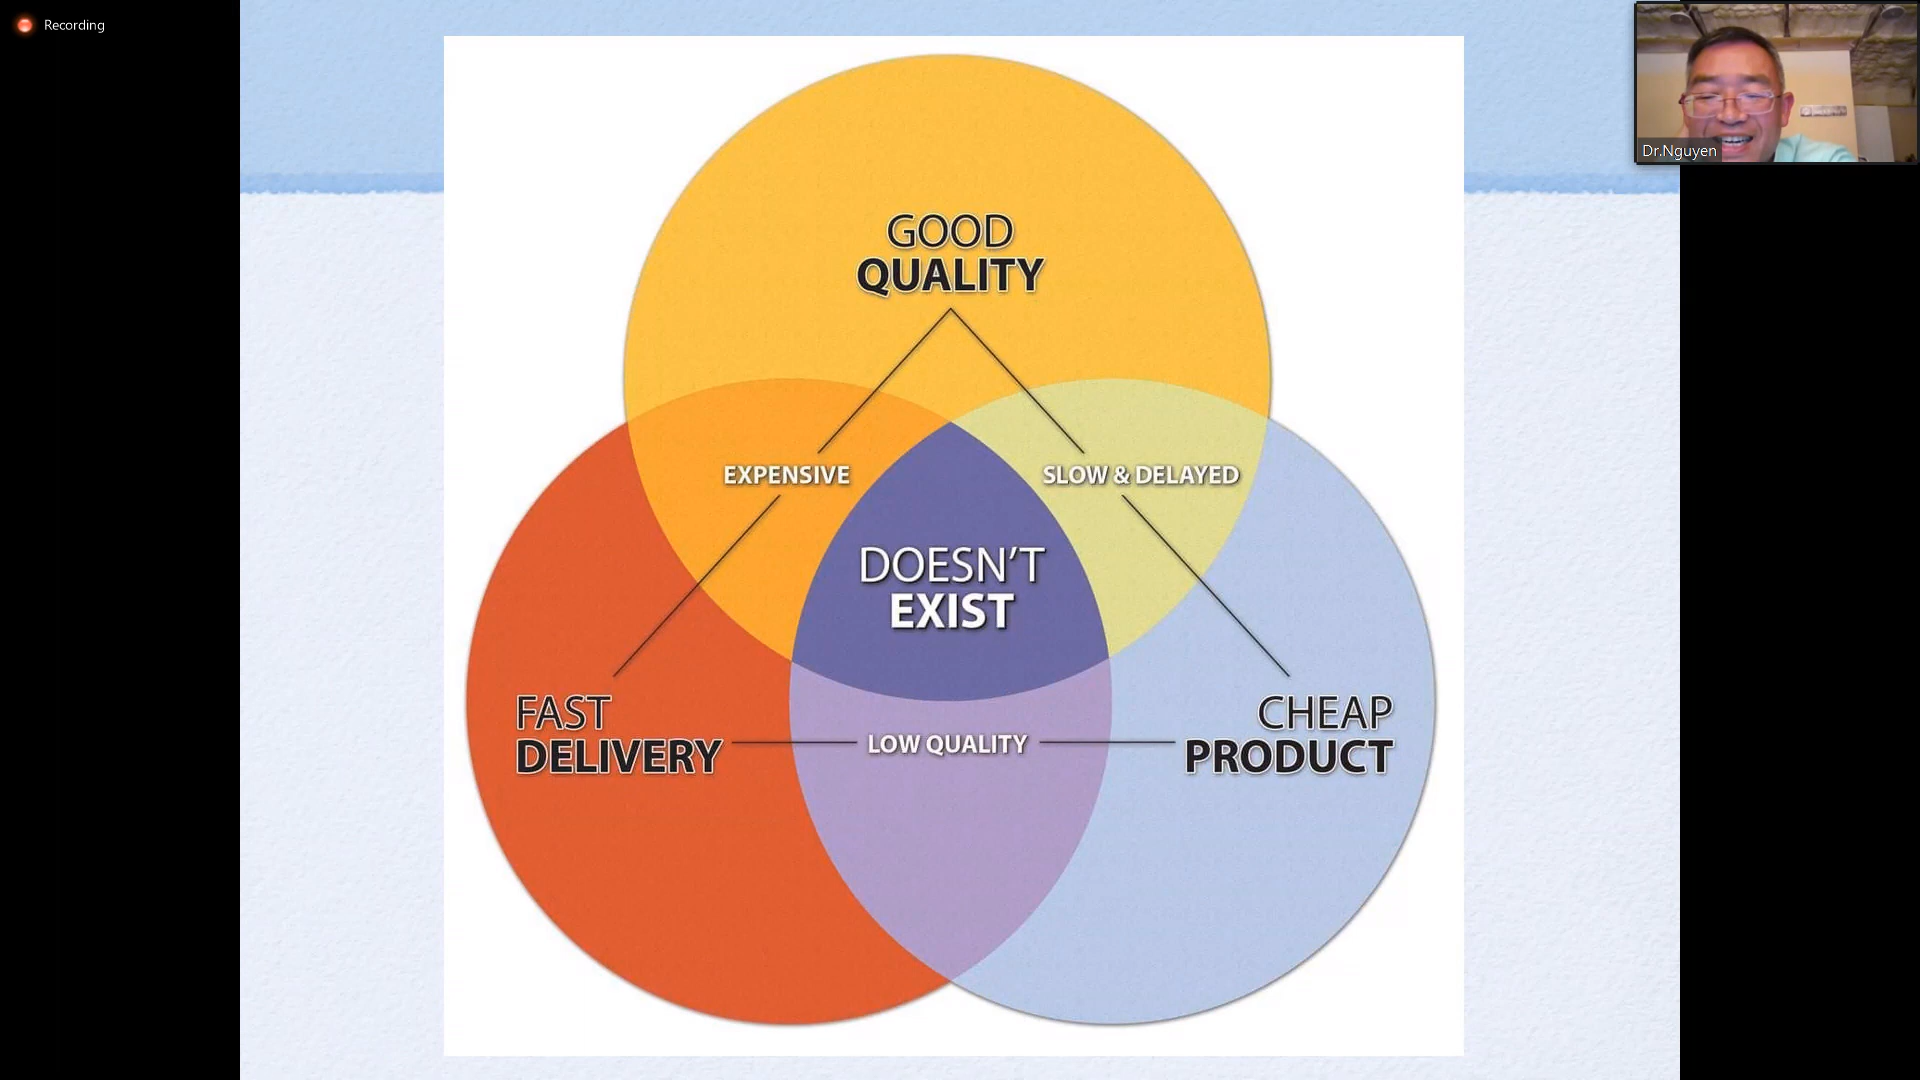 Recording
Dr.Nguyen
GOOD
QUALITY
EXPENSIVE
SLOW & DELAYED
DOESN'T
EXIST
FAST
DELIVERY
LOW QUALITY
CHEAP
PRODUCT